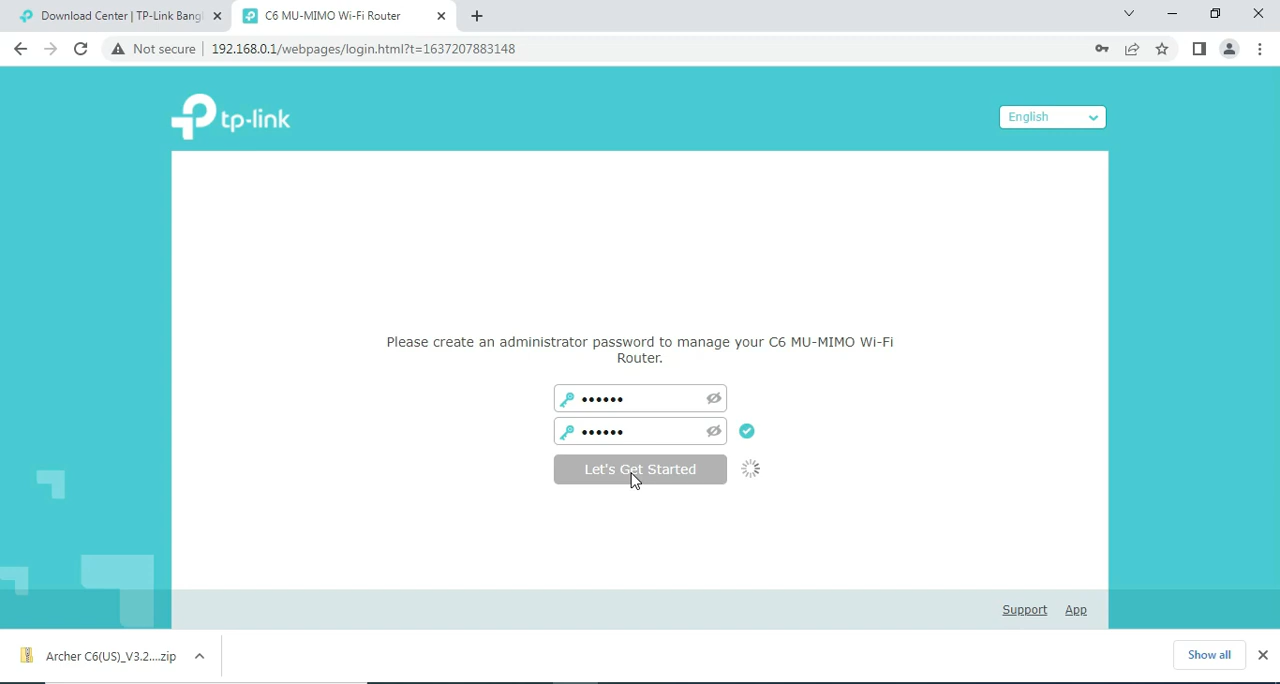 Download Center | TP-Link Bangl
C6 MU-MIMO Wi-Fi Router
Not secure
192.168.0.1/webpages/login.html?t=1637207883148
tp-link
English
Please create an administrator password to manage your C6 MU-MIMO Wi-Fi
Router.
••••••
••••••
Let's Get Started
Support
App
Archer C6(US)_V3.2....zip
Show all